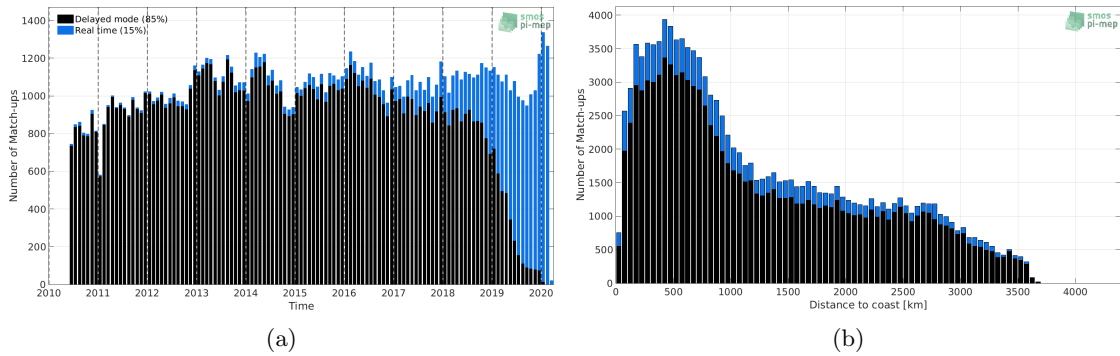 Delayed mode (85%)
Real time (15%)
smos
pi-mep
Number of Match-ups
1400
1200
1000
800
600
400
200
0
2010 2011 2012 2013 2014 2015 2016 2017 2018 2019 2020
Time
(a)
smos
pi-mep
Number of Match-ups
4000
3500
3000
2500
2000
1500
1000
500
0
0 500 1000 1500 2000 2500 3000 3500 4000
Distance to coast [km]
(b)